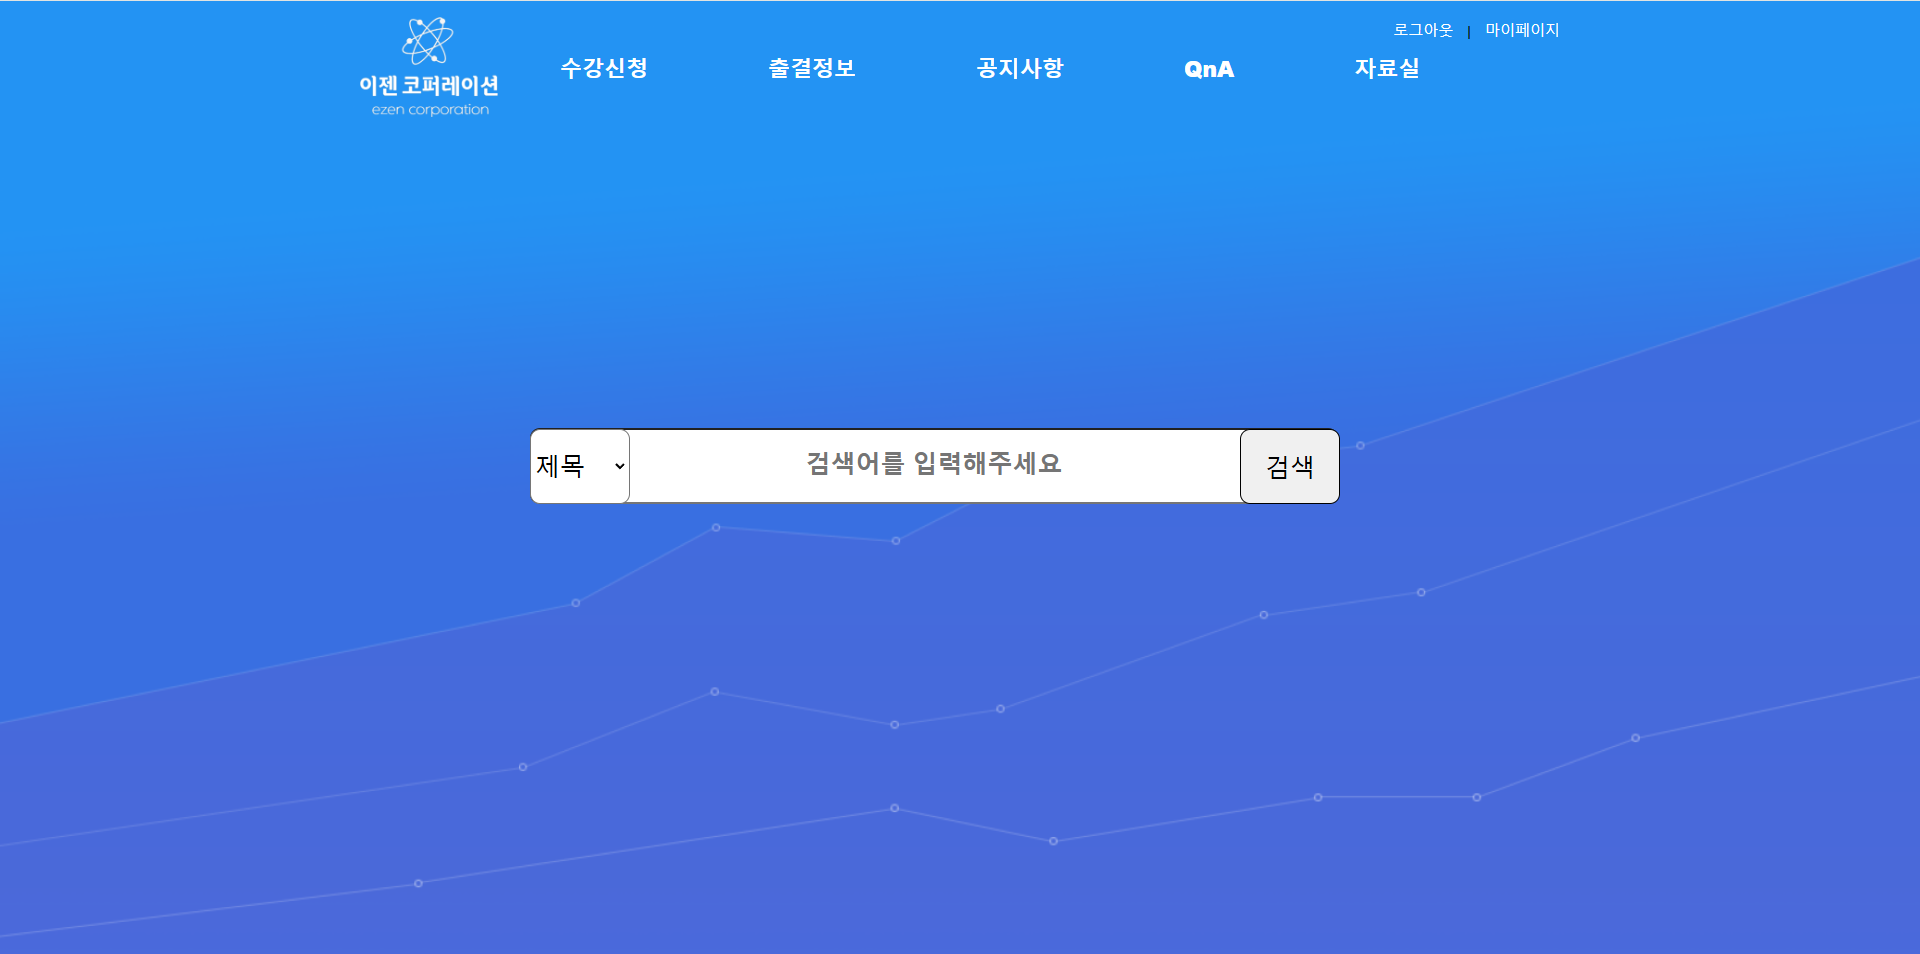 로그아웃 | 마이페이지
이젠 코퍼레이션
ezen corporation
수강신청 출결정보 공지사항 QnA 자료실
제목 검색어를 입력해주세요 검색